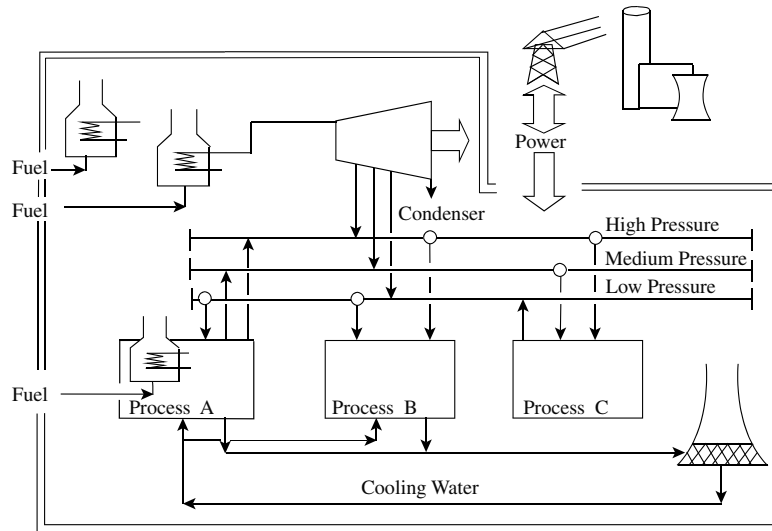 Power
Fuel
Fuel
Condenser
High Pressure
Medium Pressure
Low Pressure
Fuel
Process A
Process B
Process C
Cooling Water